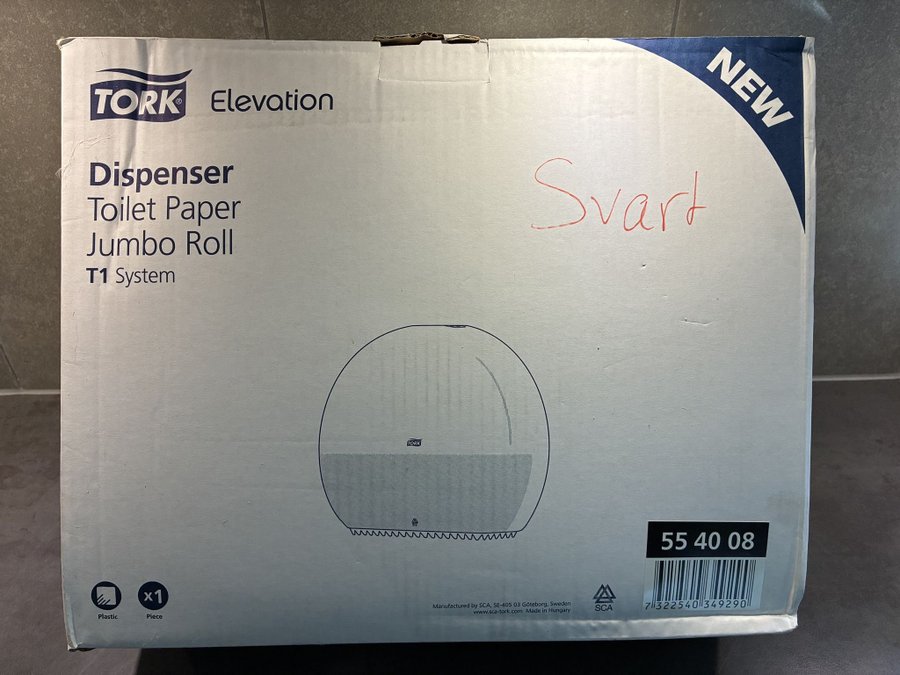 TORK® Elevation
NEW
Dispenser
Toilet Paper
Jumbo Roll
T1 System
Svart
TORK
55 40 08
Plastic
x1
Piece
Manufactured by SCA, SE-405 03 Göteborg, Sweden
www.sca-tork.com Made in Hungary
SCA
7 322540 349290